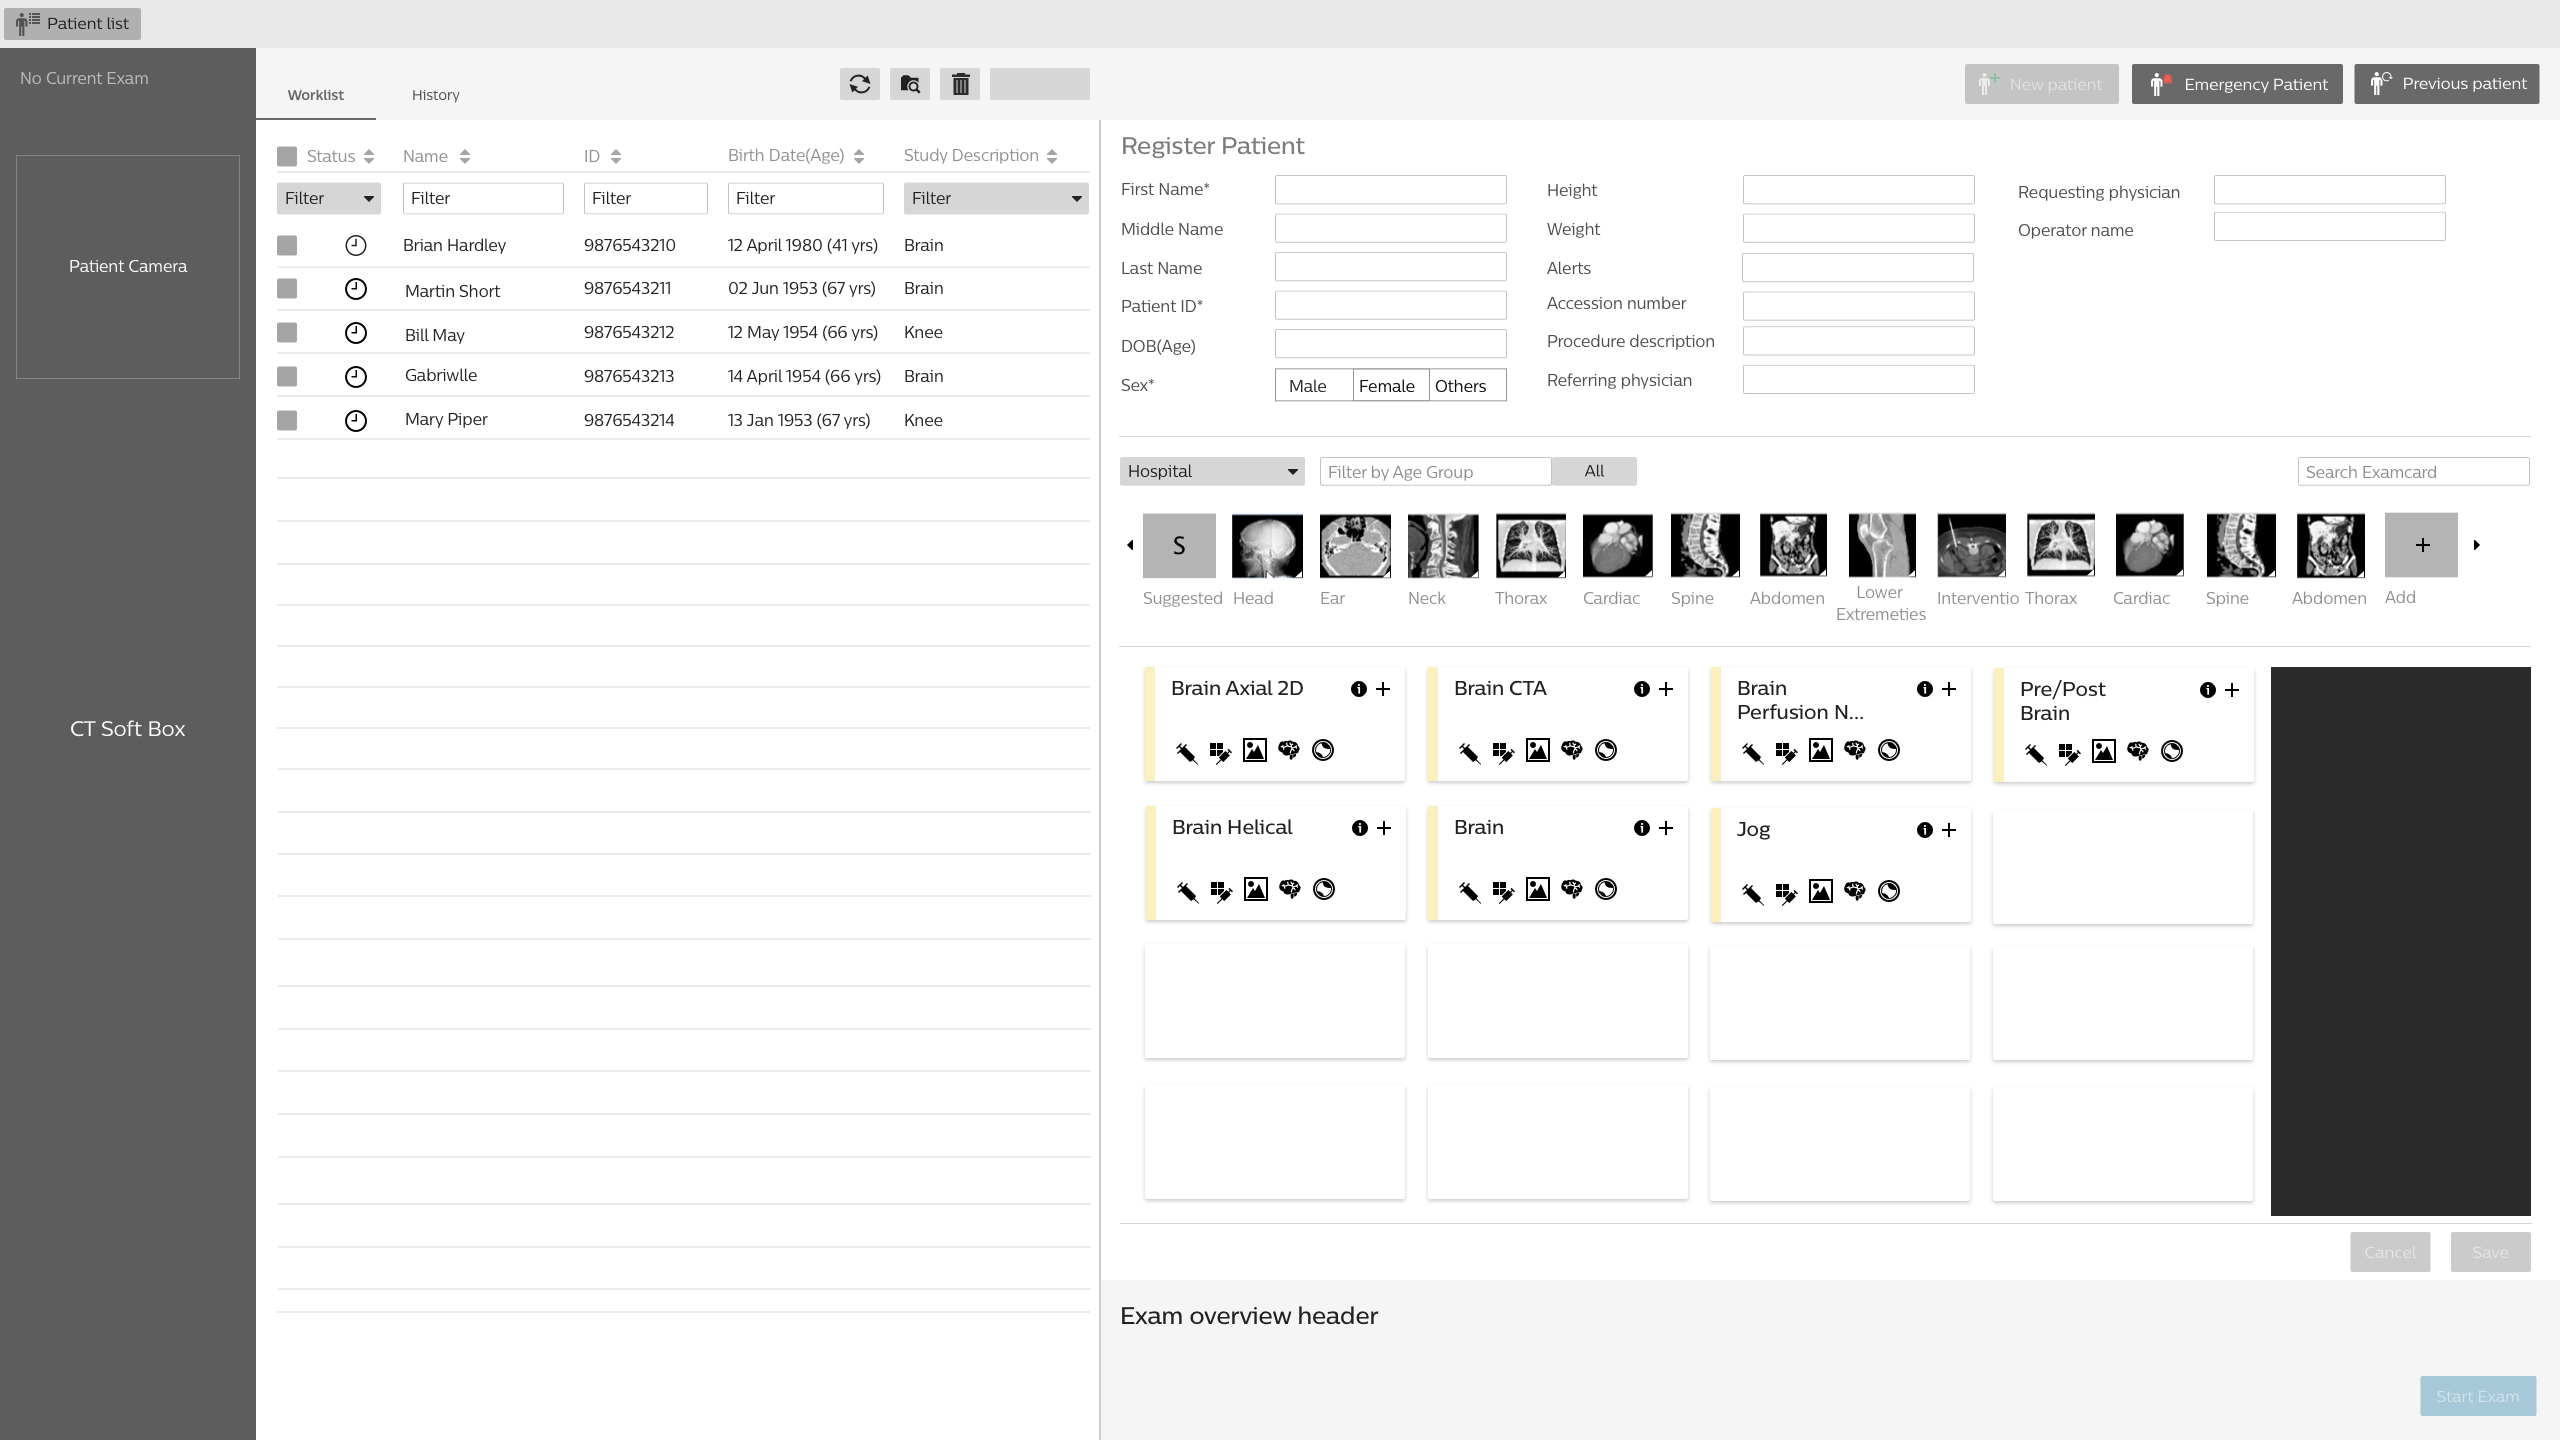 Patient list
No Current Exam
Patient Camera
CT Soft Box
Worklist History
New patient Emergency Patient Previous patient
Status Name ID Birth Date(Age) Study Description
Filter Filter Filter Filter Filter
Brian Hardley 9876543210 12 April 1980 (41 yrs) Brain
Martin Short 9876543211 02 Jun 1953 (67 yrs) Brain
Bill May 9876543212 12 May 1954 (66 yrs) Knee
Gabriwlle 9876543213 14 April 1954 (66 yrs) Brain
Mary Piper 9876543214 13 Jan 1953 (67 yrs) Knee
Register Patient
First Name* Height Requesting physician
Middle Name Weight Operator name
Last Name Alerts
Patient ID* Accession number
DOB(Age) Procedure description
Sex* Male Female Others Referring physician
Hospital Filter by Age Group All Search Examcard
S +
Suggested Head Ear Neck Thorax Cardiac Spine Abdomen Lower Extremeties Interventio Thorax Cardiac Spine Abdomen Add
Brain Axial 2D Brain CTA Brain Perfusion N... Pre/Post Brain
Brain Helical Brain Jog
Cancel Save
Exam overview header
Start Exam